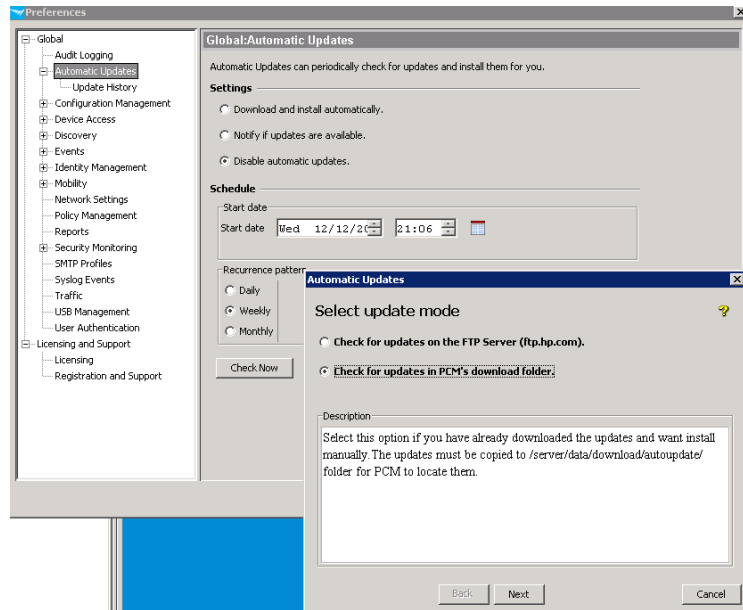 Preferences
Global
Audit Logging
Automatic Updates
Update History
Configuration Management
Device Access
Discovery
Events
Identity Management
Mobility
Network Settings
Policy Management
Reports
Security Monitoring
SMTP Profiles
Syslog Events
Traffic
USB Management
User Authentication
Licensing and Support
Licensing
Registration and Support
Global:Automatic Updates
Automatic Updates can periodically check for updates and install them for you.
Settings
Download and install automatically.
Notify if updates are available.
Disable automatic updates.
Schedule
Start date
Start date Wed 12/12/20 21:06
Recurrence pattern
Daily
Weekly
Monthly
Check Now
Automatic Updates
Select update mode
?
Check for updates on the FTP Server (ftp.hp.com).
Check for updates in PCM's download folder.
Description
Select this option if you have already downloaded the updates and want install
manually. The updates must be copied to /server/data/download/autoupdate/
folder for PCM to locate them.
Back Next Cancel